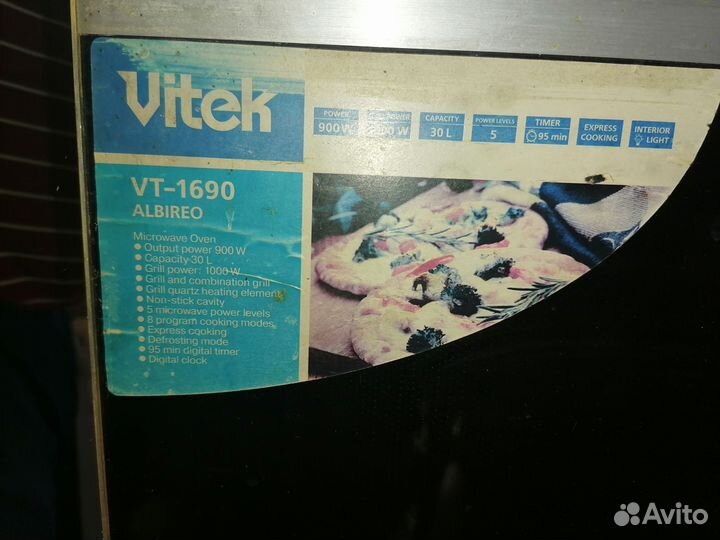 Vitek
POWER
900 W
GRILL POWER
1000 W
CAPACITY
30 L
POWER LEVELS
5
TIMER
95 min
EXPRESS
COOKING
INTERIOR
LIGHT
VT-1690
ALBIREO
Microwave Oven
• Output power 900 W
• Capacity 30 L
• Grill power: 1000 W
• Grill and combination grill
• Grill quartz heating element
• Non-stick cavity
• 5 microwave power levels
• 8 program cooking modes
• Express cooking
• Defrosting mode
• 95 min digital timer
• Digital clock
Avito